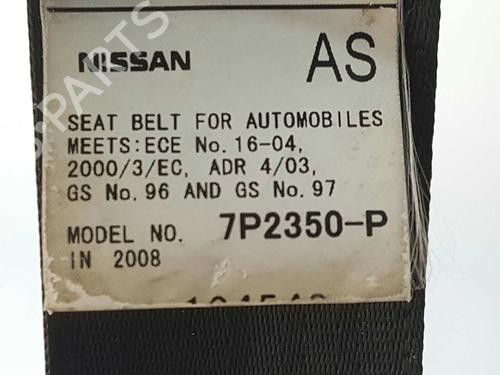 NISSAN AS
SEAT BELT FOR AUTOMOBILES
MEETS:ECE No.16-04,
2000/3/EC, ADR 4/03,
GS No.96 AND GS No.97
MODEL NO. 7P2350-P
IN 2008
PARTS